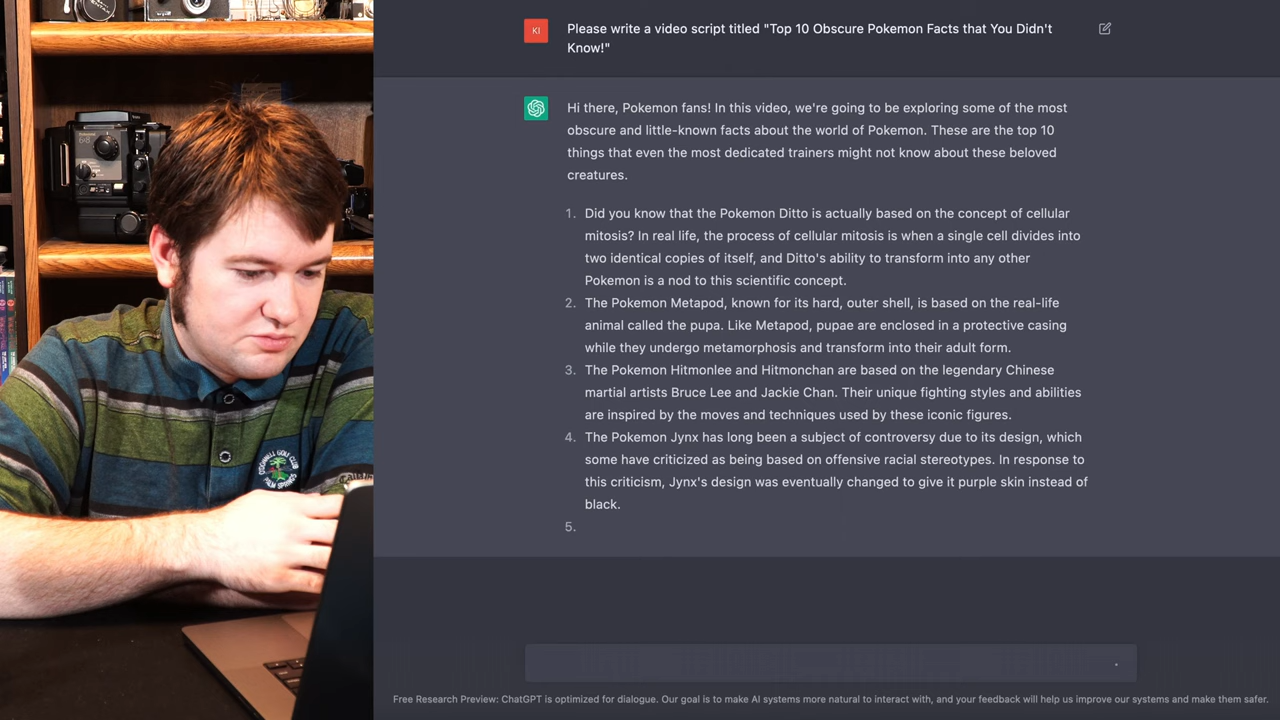 KI
Please write a video script titled "Top 10 Obscure Pokemon Facts that You Didn't
Know!"
Hi there, Pokemon fans! In this video, we're going to be exploring some of the most
obscure and little-known facts about the world of Pokemon. These are the top 10
things that even the most dedicated trainers might not know about these beloved
creatures.
1. Did you know that the Pokemon Ditto is actually based on the concept of cellular
mitosis? In real life, the process of cellular mitosis is when a single cell divides into
two identical copies of itself, and Ditto's ability to transform into any other
Pokemon is a nod to this scientific concept.
2. The Pokemon Metapod, known for its hard, outer shell, is based on the real-life
animal called the pupa. Like Metapod, pupae are enclosed in a protective casing
while they undergo metamorphosis and transform into their adult form.
3. The Pokemon Hitmonlee and Hitmonchan are based on the legendary Chinese
martial artists Bruce Lee and Jackie Chan. Their unique fighting styles and abilities
are inspired by the moves and techniques used by these iconic figures.
4. The Pokemon Jynx has long been a subject of controversy due to its design, which
some have criticized as being based on offensive racial stereotypes. In response to
this criticism, Jynx's design was eventually changed to give it purple skin instead of
black.
5.
Free Research Preview: ChatGPT is optimized for dialogue. Our goal is to make AI systems more natural to interact with, and your feedback will help us improve our systems and make them safer.
GOLF CLUB
PALM SPRINGS